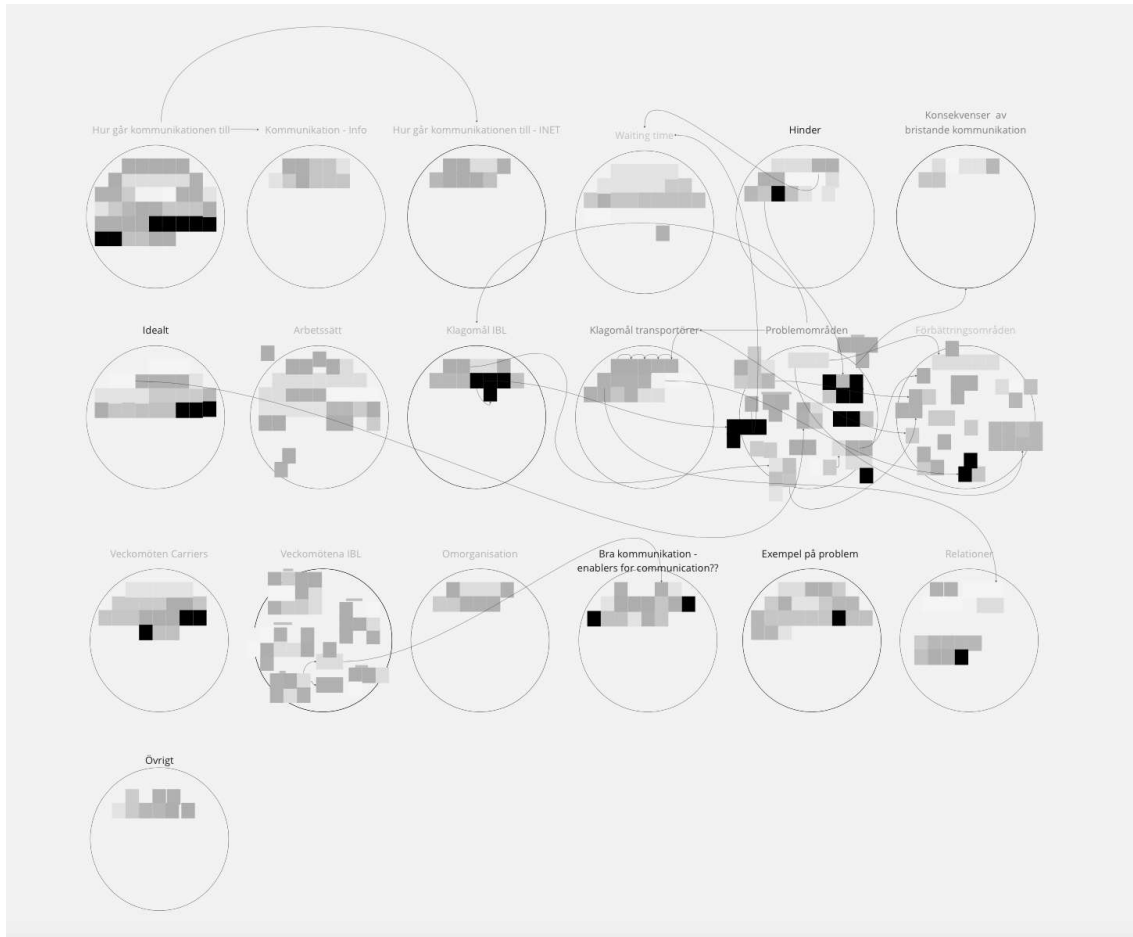 Hur går kommunikationen till
Kommunikation - Info
Hur går kommunikationen till - INET
Waiting time
Hinder
Konsekvenser av
bristande kommunikation
Idealt
Arbetssätt
Klagomål IBL
Klagomål transportörer
Problemområden
Förbättringsområden
Veckomöten Carriers
Veckomötena IBL
Omorganisation
Bra kommunikation -
enablers for communication??
Exempel på problem
Relationer
Övrigt